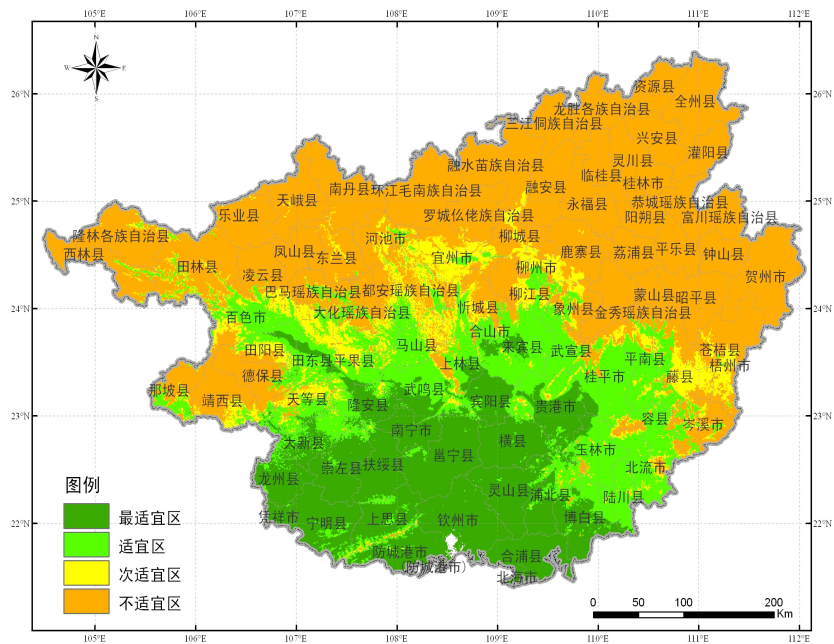 105°E 106°E 107°E 108°E 109°E 110°E 111°E 112°E
N
W E
S
26°N 26°N
资源县
全州县
龙胜各族自治县
三江侗族自治县
兴安县
灌阳县
融水苗族自治县
灵川县
临桂县
桂林市
南丹县
环江毛南族自治县
融安县
25°N 25°N
天峨县
永福县
恭城瑶族自治县
乐业县
罗城仫佬族自治县
阳朔县
富川瑶族自治县
隆林各族自治县
河池市
柳城县
西林县
凤山县
东兰县
宜州市
鹿寨县
荔浦县
平乐县
钟山县
田林县
凌云县
柳州市
贺州市
巴马瑶族自治县
都安瑶族自治县
柳江县
蒙山县
昭平县
24°N 24°N
百色市
大化瑶族自治县
忻城县
象州县
金秀瑶族自治县
合山市
田阳县
马山县
来宾县
武宣县
苍梧县
田东县
平果县
上林县
平南县
梧州市
德保县
桂平市
藤县
那坡县
靖西县
天等县
隆安县
武鸣县
宾阳县
贵港市
23°N 23°N
容县
岑溪市
大新县
南宁市
横县
玉林市
崇左县
扶绥县
邕宁县
北流市
龙州县
灵山县
浦北县
陆川县
凭祥市
宁明县
上思县
钦州市
博白县
22°N 22°N
防城港市
(防城港市)
合浦县
北海市
图例
最适宜区
适宜区
次适宜区
不适宜区
0 50 100 200
Km
105°E 106°E 107°E 108°E 109°E 110°E 111°E 112°E